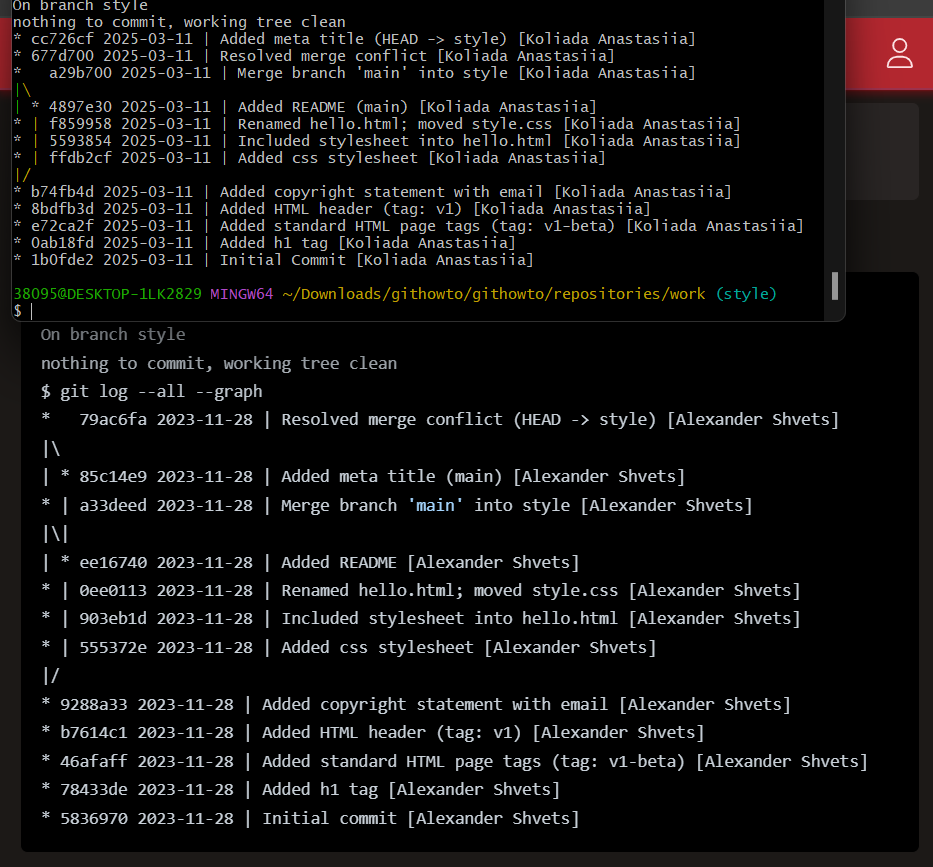 On branch style
nothing to commit, working tree clean
* cc726cf 2025-03-11 | Added meta title (HEAD -> style) [Koliada Anastasiia]
* 677d700 2025-03-11 | Resolved merge conflict [Koliada Anastasiia]
*   a29b700 2025-03-11 | Merge branch 'main' into style [Koliada Anastasiia]
|\
| * 4897e30 2025-03-11 | Added README (main) [Koliada Anastasiia]
* | f859958 2025-03-11 | Renamed hello.html; moved style.css [Koliada Anastasiia]
* | 5593854 2025-03-11 | Included stylesheet into hello.html [Koliada Anastasiia]
* | ffdb2cf 2025-03-11 | Added css stylesheet [Koliada Anastasiia]
|/
* b74fb4d 2025-03-11 | Added copyright statement with email [Koliada Anastasiia]
* 8bdfb3d 2025-03-11 | Added HTML header (tag: v1) [Koliada Anastasiia]
* e72ca2f 2025-03-11 | Added standard HTML page tags (tag: v1-beta) [Koliada Anastasiia]
* 0ab18fd 2025-03-11 | Added h1 tag [Koliada Anastasiia]
* 1b0fde2 2025-03-11 | Initial Commit [Koliada Anastasiia]
38095@DESKTOP-1LK2829 MINGW64 ~/Downloads/githowto/githowto/repositories/work (style)
$
On branch style
nothing to commit, working tree clean
$ git log --all --graph
*   79ac6fa 2023-11-28 | Resolved merge conflict (HEAD -> style) [Alexander Shvets]
|\
| * 85c14e9 2023-11-28 | Added meta title (main) [Alexander Shvets]
* | a33deed 2023-11-28 | Merge branch 'main' into style [Alexander Shvets]
|\|
| * ee16740 2023-11-28 | Added README [Alexander Shvets]
* | 0ee0113 2023-11-28 | Renamed hello.html; moved style.css [Alexander Shvets]
* | 903eb1d 2023-11-28 | Included stylesheet into hello.html [Alexander Shvets]
* | 555372e 2023-11-28 | Added css stylesheet [Alexander Shvets]
|/
* 9288a33 2023-11-28 | Added copyright statement with email [Alexander Shvets]
* b7614c1 2023-11-28 | Added HTML header (tag: v1) [Alexander Shvets]
* 46afaff 2023-11-28 | Added standard HTML page tags (tag: v1-beta) [Alexander Shvets]
* 78433de 2023-11-28 | Added h1 tag [Alexander Shvets]
* 5836970 2023-11-28 | Initial commit [Alexander Shvets]